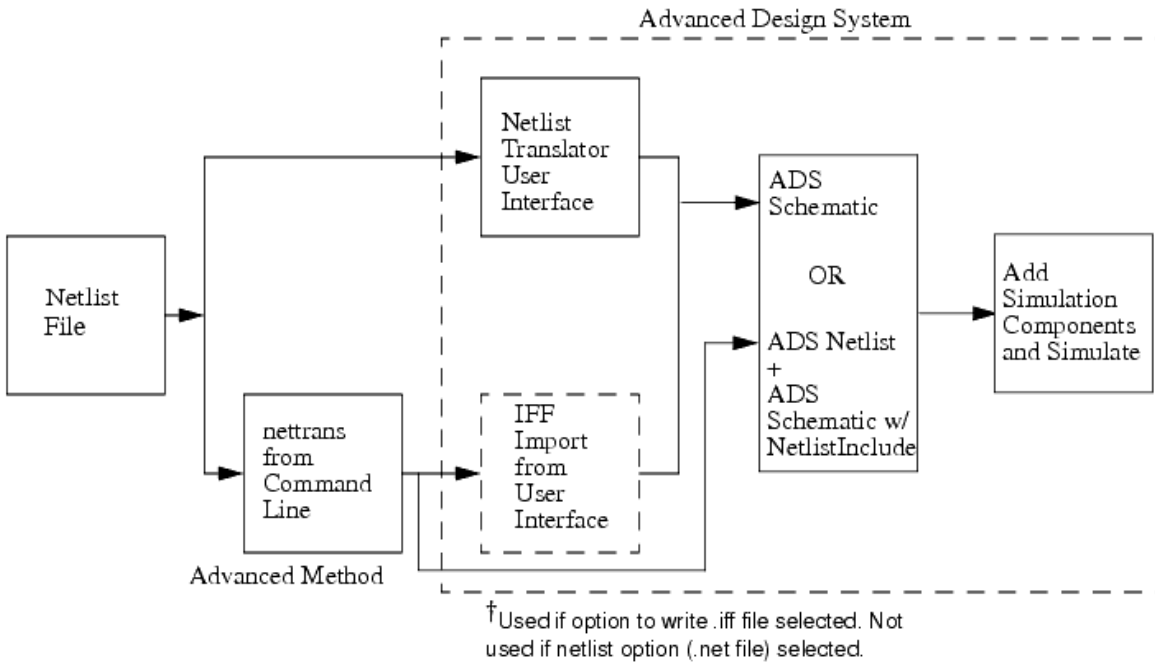 Advanced Design System
Netlist
Translator
User
Interface
ADS
Schematic
OR
ADS Netlist
+
ADS
Schematic w/
NetlistInclude
Add
Simulation
Components
and Simulate
Netlist
File
nettrans
from
Command
Line
Advanced Method
IFF
Import
from
User
Interface
†Used if option to write .iff file selected. Not
used if netlist option (.net file) selected.